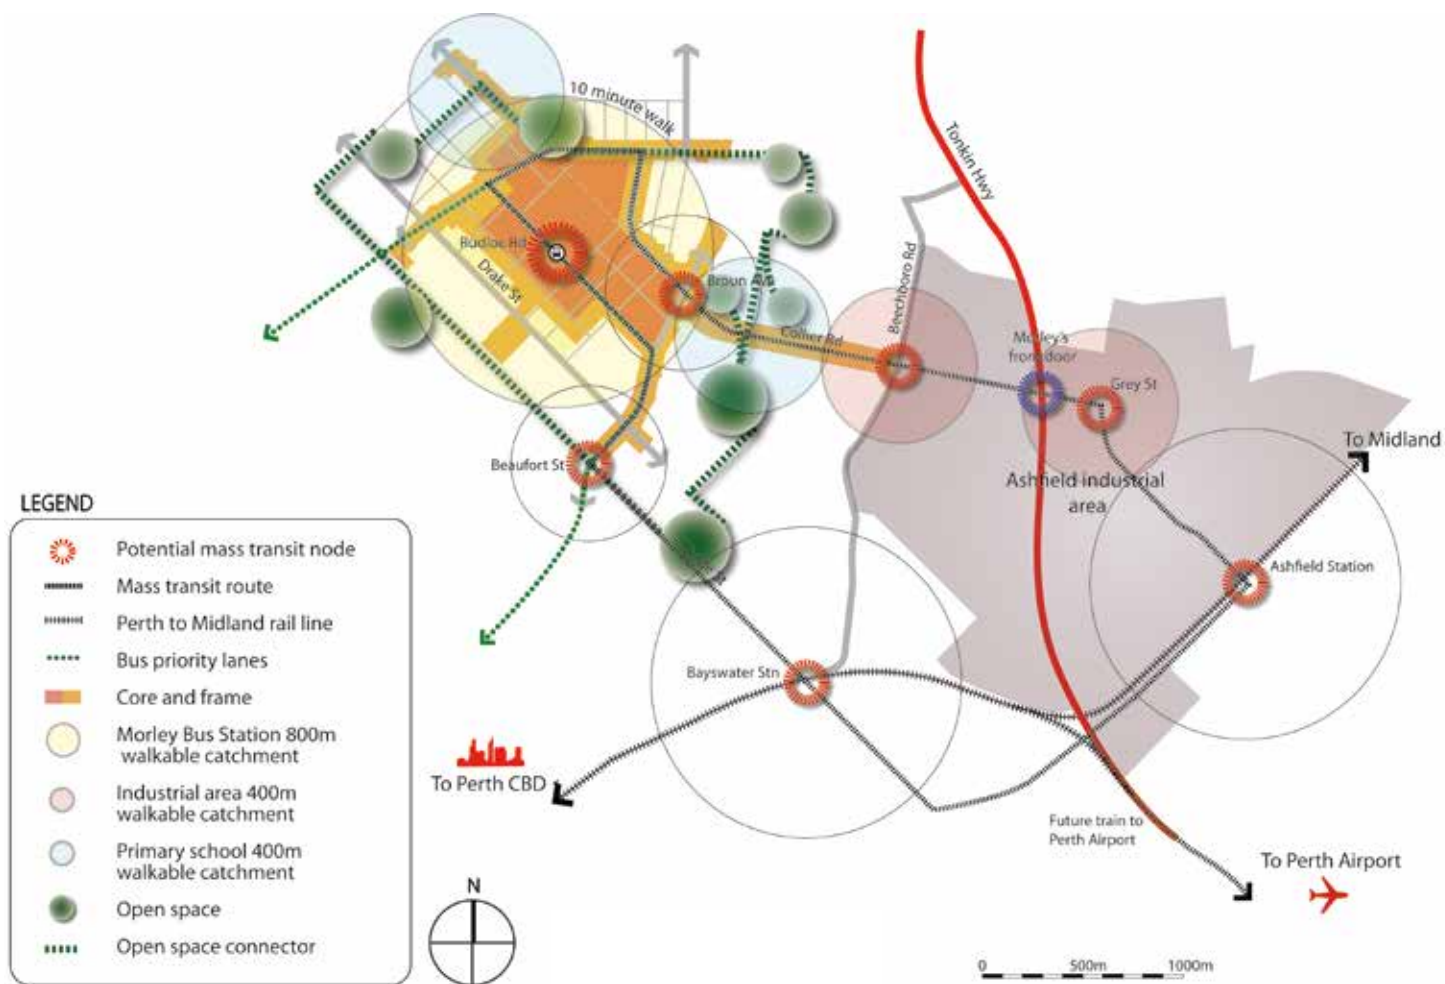 10 minute walk
Tonkin Hwy
Budloc Rd
Drake St
Broun Av
Beechboro Rd
Collier Rd
Morley's
front door
Grey St
To Midland
Beaufort St
Ashfield industrial
area
Ashfield Station
Bayswater Stn
To Perth CBD
Future train to
Perth Airport
To Perth Airport
LEGEND
Potential mass transit node
Mass transit route
Perth to Midland rail line
Bus priority lanes
Core and frame
Morley Bus Station 800m
walkable catchment
Industrial area 400m
walkable catchment
Primary school 400m
walkable catchment
Open space
Open space connector
N
0 500m 1000m